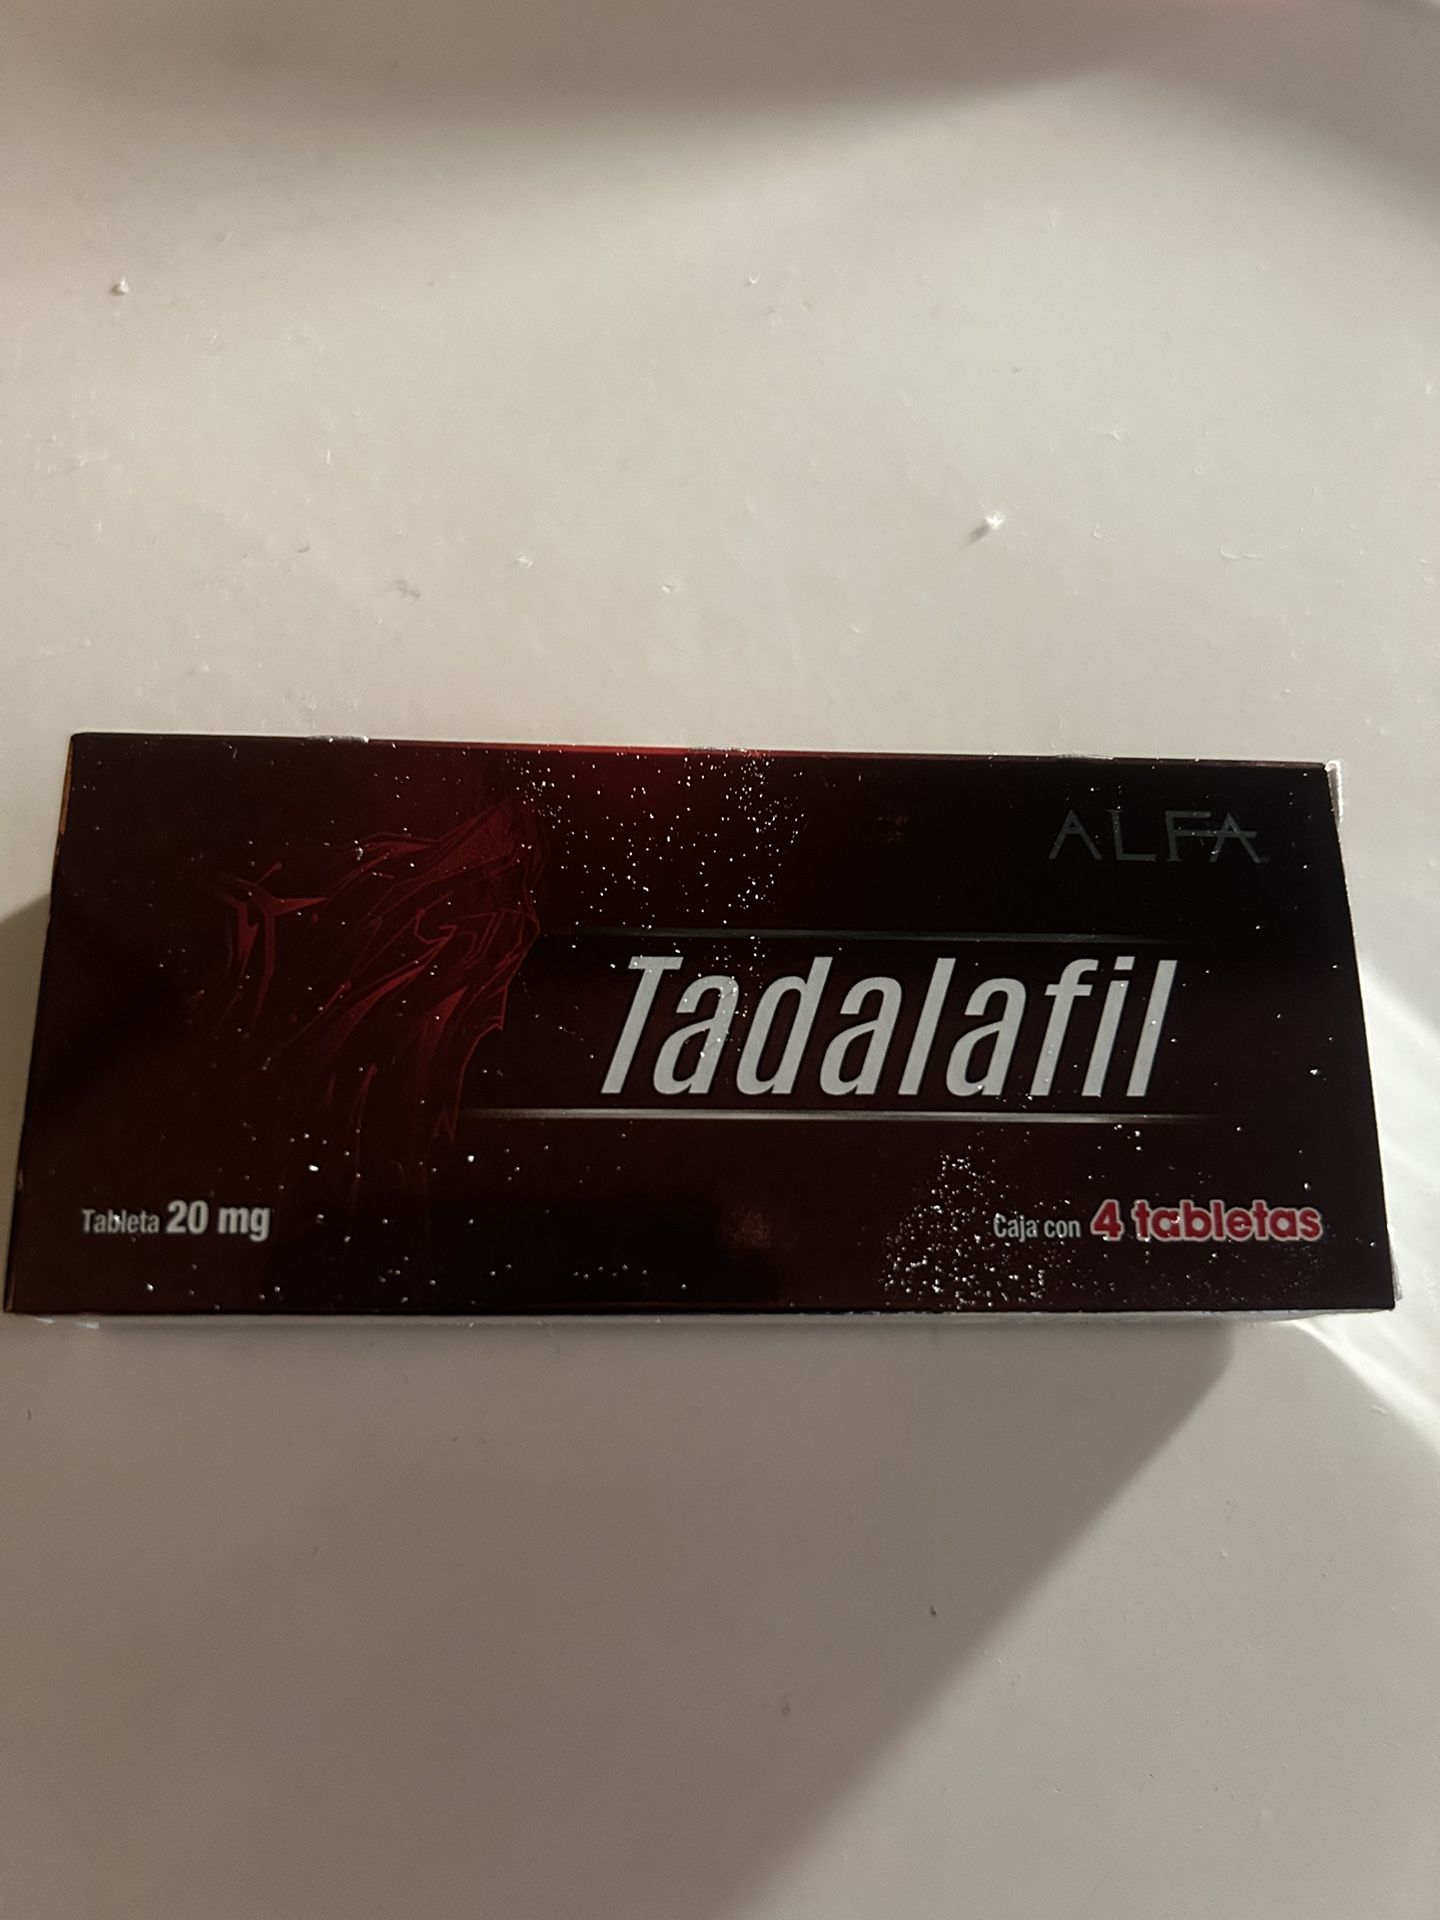 ALFA
Tadalafil
Tableta 20 mg
Caja con 4 tabletas